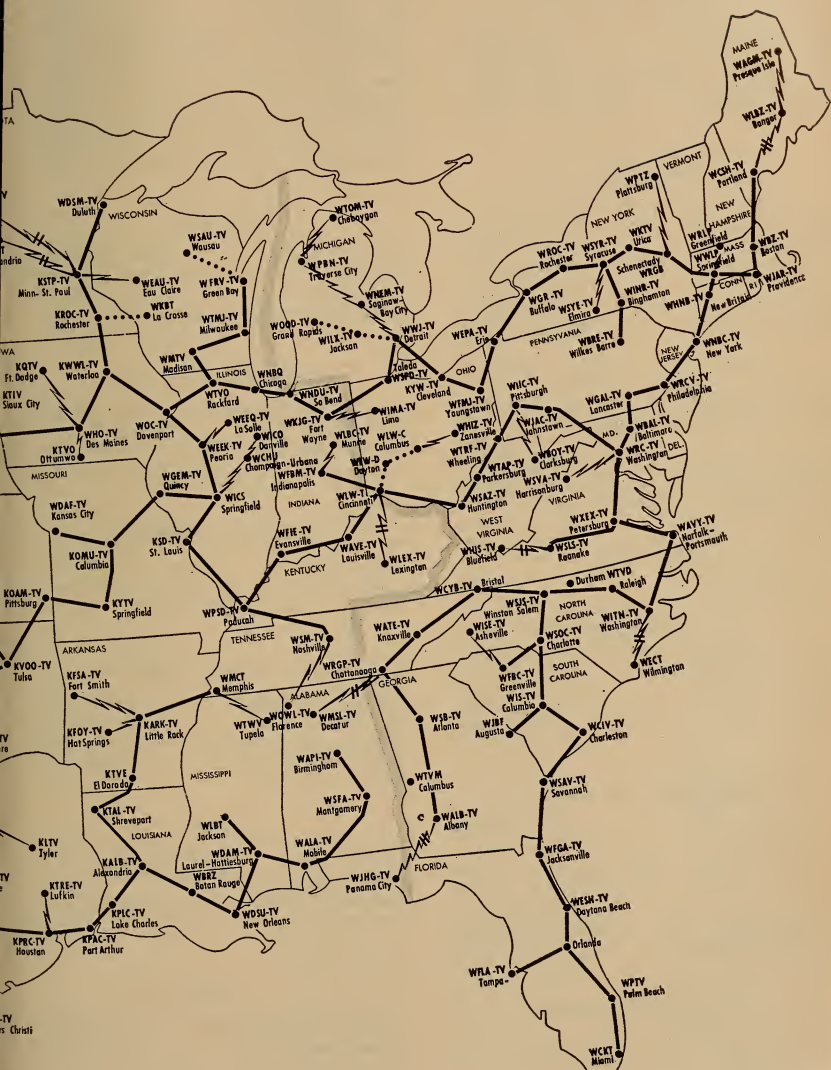 MAINE
WAGM-TV
Presque Isle
WLBZ-TV
Bangor
VERMONT
WCSH-TV
Portland
WPTZ
Plattsburg
NEW
HAMPSHIRE
NEW YORK
WKTV
Utica
WSYR-TV
Syracuse
WROC-TV
Rochester
Schenectady
WRGB
Greenfield
MASS
WWLP
Springfield
WBZ-TV
Boston
CONN
R I
WJAR-TV
Providence
WHNB-TV
New Britain
WGR-TV
Buffalo
WSYE-TV
Elmira
WINR-TV
Binghamton
WBRE-TV
Wilkes Barre
WNBC-TV
New York
WEPA-TV
Erie
PENNSYLVANIA
NEW
JERSEY
WRCV-TV
Philadelphia
WGAL-TV
Lancaster
WIIC-TV
Pittsburgh
WJAC-TV
Johnstown
MD.
WBAL-TV
Baltimore
DEL.
WRC-TV
Washington
WDSM-TV
Duluth
WISCONSIN
WTOM-TV
Cheboygan
MICHIGAN
WPBN-TV
Traverse City
WSAU-TV
Wausau
KSTP-TV
Minn- St. Paul
WEAU-TV
Eau Claire
WFRV-TV
Green Bay
WNEM-TV
Saginaw-
Bay City
KROC-TV
Rochester
WKBT
La Crosse
WTMJ-TV
Milwaukee
WOOD-TV
Grand Rapids
WILX-TV
Jackson
WWJ-TV
Detroit
KQTV
Ft. Dodge
KWWL-TV
Waterloo
WMTV
Madison
ILLINOIS
WTVO
Rockford
WNBQ
Chicago
WNDU-TV
So Bend
Toledo
WSPD-TV
KYW-TV
Cleveland
OHIO
WFMJ-TV
Youngstown
KTIV
Sioux City
WHO-TV
Des Moines
KTVO
Ottumwa
WOC-TV
Davenport
WEEQ-TV
La Salle
WEEK-TV
Peoria
WICD
Danville
WCHU
Champaign-Urbana
WKJG-TV
Fort
Wayne
WIMA-TV
Lima
WLBC-TV
Munce
WLW-C
Columbus
WHIZ-TV
Zanesville
WTRF-TV
Wheeling
WFBM-TV
Indianapolis
WLW-D
Dayton
WTAP-TV
Parkersburg
WBOY-TV
Clarksburg
WSVA-TV
Harrisonburg
MISSOURI
WGEM-TV
Quincy
WICS
Springfield
INDIANA
WLW-T
Cincinnati
WSAZ-TV
Huntington
WEST
VIRGINIA
VIRGINIA
WXEX-TV
Petersburg
WAVY-TV
Norfolk-
Portsmouth
WDAF-TV
Kansas City
KOMU-TV
Columbia
KSD-TV
St. Louis
WFIE-TV
Evansville
WAVE-TV
Louisville
KENTUCKY
WLEX-TV
Lexington
WHIS-TV
Bluefield
WSLS-TV
Roanoke
KOAM-TV
Pittsburg
KYTV
Springfield
WPSD-TV
Paducah
WCYB-TV
Bristol
WSJS-TV
Winston Salem
Durham WTVD
Raleigh
NORTH
CAROLINA
WITN-TV
Washington
KVOO-TV
Tulsa
TENNESSEE
WSM-TV
Nashville
WATE-TV
Knoxville
WISE-TV
Asheville
WSOC-TV
Charlotte
WECT
Wilmington
ARKANSAS
WMCT
Memphis
WRGP-TV
Chattanooga
GEORGIA
WFBC-TV
Greenville
SOUTH
CAROLINA
KFSA-TV
Fort Smith
KARK-TV
Little Rock
KFOY-TV
Hot Springs
ALABAMA
WTWV
Tupelo
WOWL-TV
Florence
WMSL-TV
Decatur
WSB-TV
Atlanta
WIS-TV
Columbia
WJBF
Augusta
WCIV-TV
Charleston
KTVE
El Dorado
MISSISSIPPI
WAPI-TV
Birmingham
WTVM
Columbus
WSAV-TV
Savannah
KTAL-TV
Shreveport
WLBT
Jackson
WSFA-TV
Montgomery
WALB-TV
Albany
LOUISIANA
KLTV
Tyler
KALB-TV
Alexandria
WDAM-TV
Laurel-Hattiesburg
WALA-TV
Mobile
WFGA-TV
Jacksonville
FLORIDA
WJHG-TV
Panama City
KTRE-TV
Lufkin
WBRZ
Baton Rouge
WDSU-TV
New Orleans
KPLC-TV
Lake Charles
WESH-TV
Daytona Beach
KPRC-TV
Houston
KPAC-TV
Port Arthur
Orlando
WFLA-TV
Tampa-
WPTV
Palm Beach
-TV
us Christi
WCKT
Miami